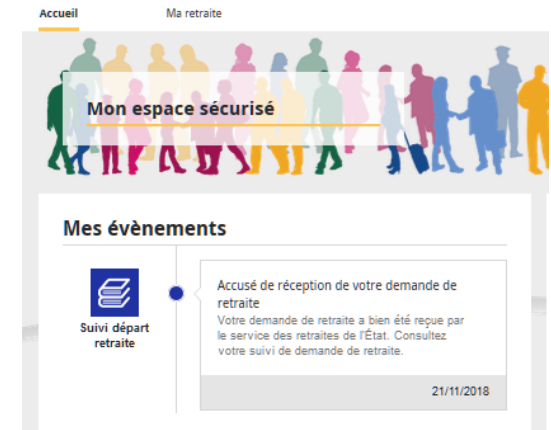 Accueil Ma retraite
Mon espace sécurisé
Mes évènements
Suivi départ
retraite
Accusé de réception de votre demande de
retraite
Votre demande de retraite a bien été reçue par
le service des retraites de l'État. Consultez
votre suivi de demande de retraite.
21/11/2018